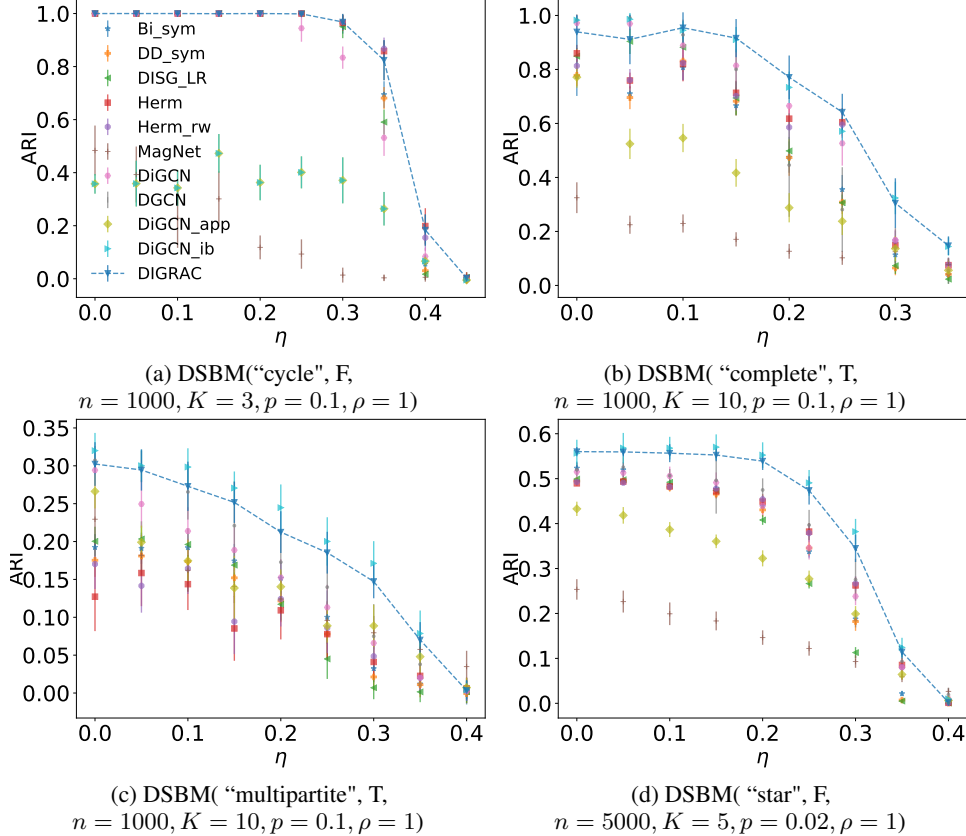 1.0
0.8
0.6
0.4
0.2
0.0
ARI
Bi_sym
DD_sym
DISG_LR
Herm
Herm_rw
MagNet
DiGCN
DGCN
DiGCN_app
DiGCN_ib
DIGRAC
0.0 0.1 0.2 0.3 0.4
η
(a) DSBM("cycle", F,
n = 1000, K = 3, p = 0.1, ρ = 1)
1.0
0.8
0.6
0.4
0.2
0.0
ARI
0.0 0.1 0.2 0.3
η
(b) DSBM( "complete", T,
n = 1000, K = 10, p = 0.1, ρ = 1)
0.35
0.30
0.25
0.20
0.15
0.10
0.05
0.00
ARI
0.0 0.1 0.2 0.3 0.4
η
(c) DSBM( "multipartite", T,
n = 1000, K = 10, p = 0.1, ρ = 1)
0.6
0.5
0.4
0.3
0.2
0.1
0.0
ARI
0.0 0.1 0.2 0.3 0.4
η
(d) DSBM( "star", F,
n = 5000, K = 5, p = 0.02, ρ = 1)